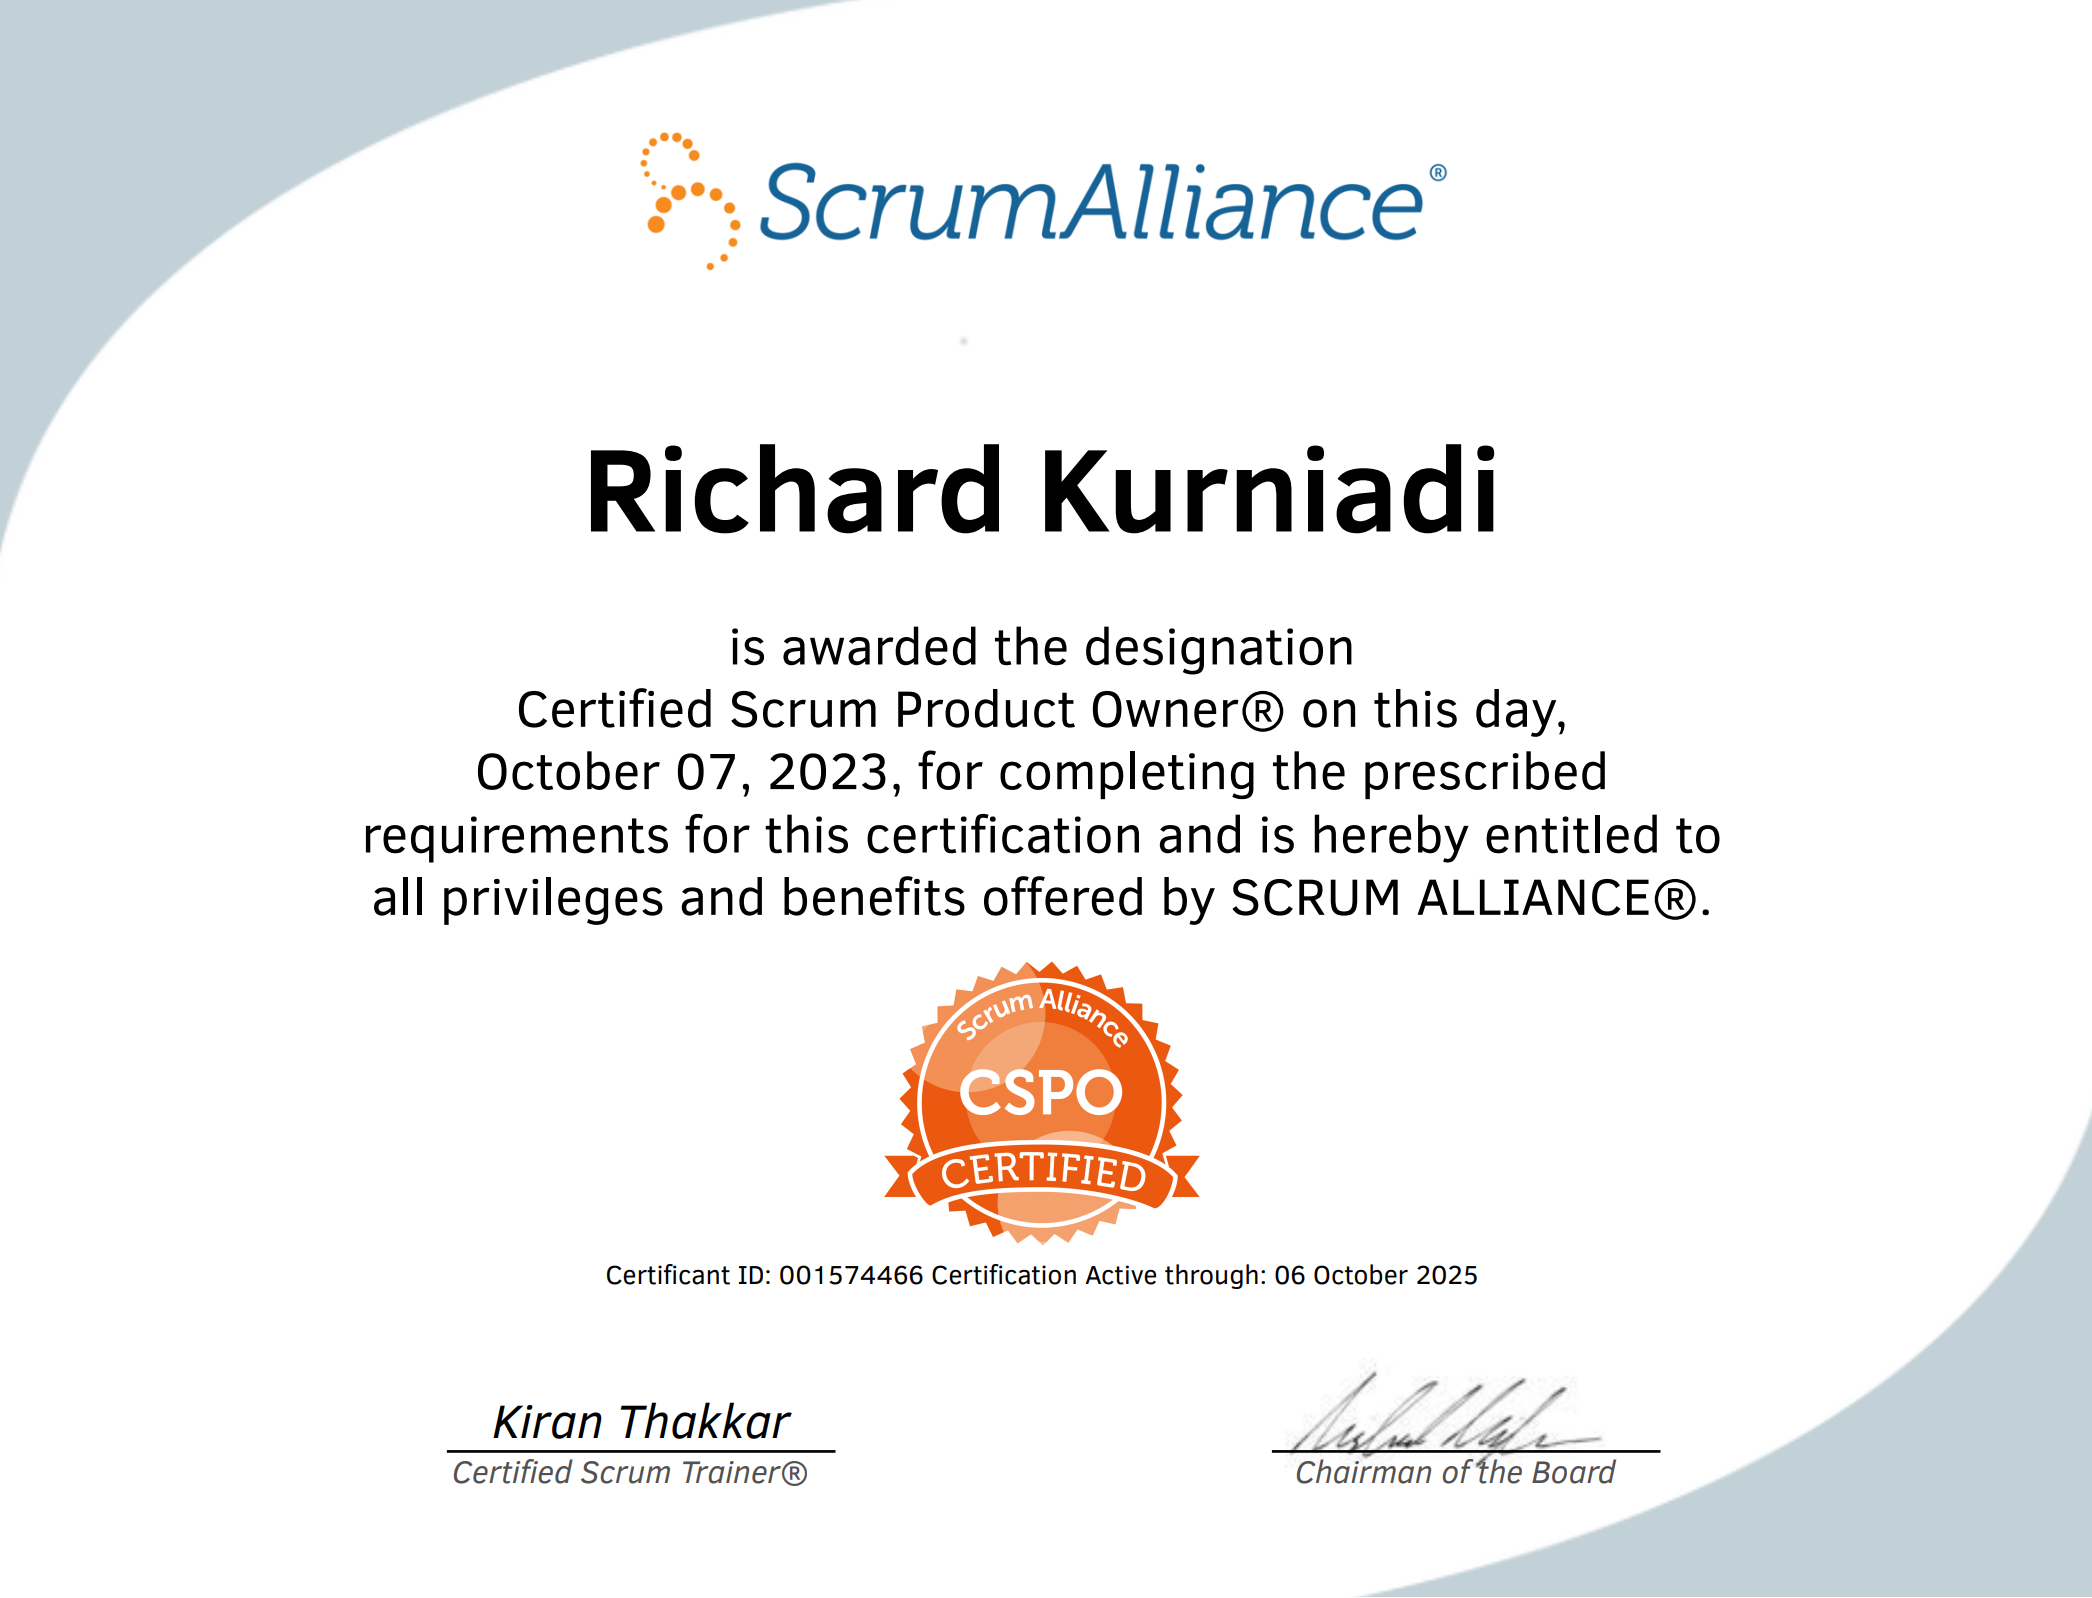 ScrumAlliance®
Richard Kurniadi
is awarded the designation
Certified Scrum Product Owner® on this day,
October 07, 2023, for completing the prescribed
requirements for this certification and is hereby entitled to
all privileges and benefits offered by SCRUM ALLIANCE®.
Scrum Alliance
CSPO
CERTIFIED
Certificant ID: 001574466 Certification Active through: 06 October 2025
Kiran Thakkar
Certified Scrum Trainer®
Chairman of the Board